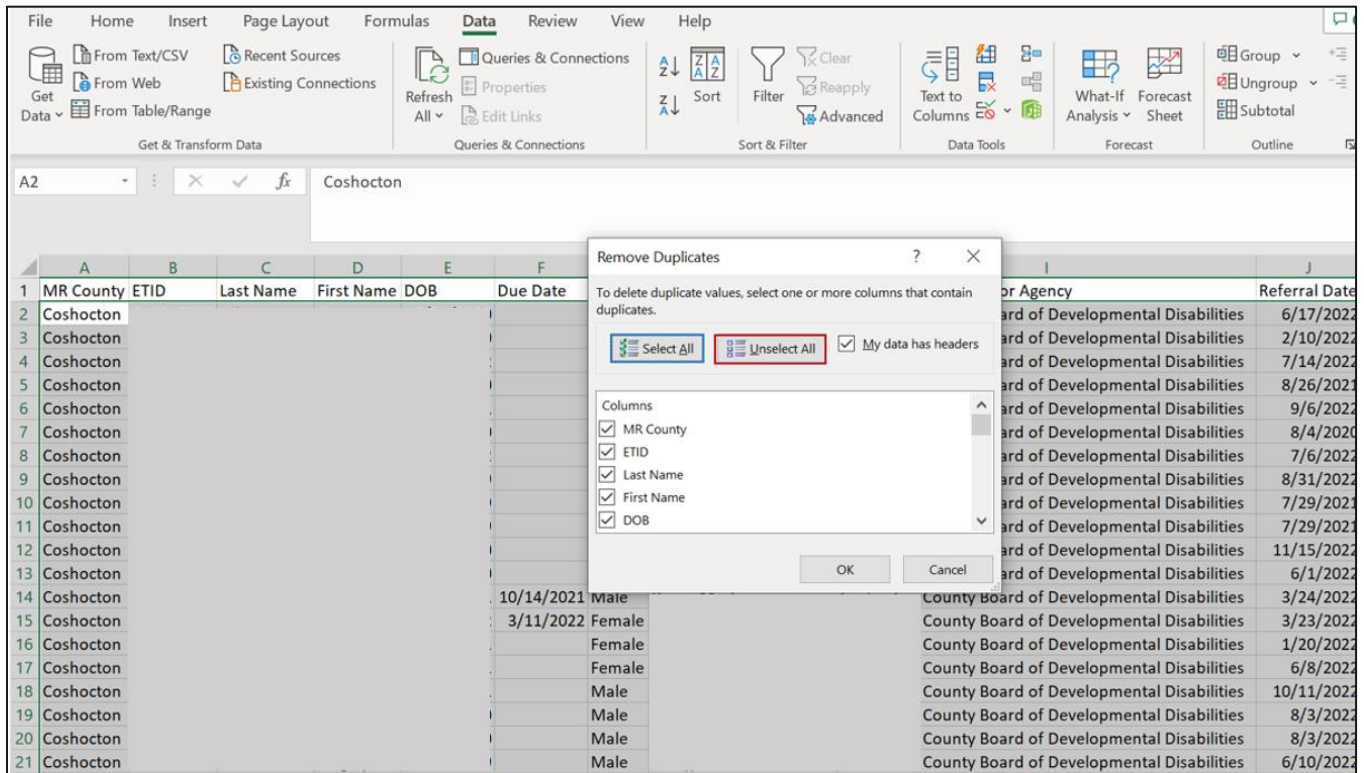 File Home Insert Page Layout Formulas Data Review View Help
From Text/CSV
From Web
From Table/Range
Get
Data
Recent Sources
Existing Connections
Get & Transform Data
Refresh
All
Queries & Connections
Properties
Edit Links
Queries & Connections
Sort
Filter
Clear
Reapply
Advanced
Sort & Filter
Text to
Columns
Data Tools
What-If
Analysis
Forecast
Sheet
Forecast
Group
Ungroup
Subtotal
Outline
A2 fx Coshocton
A B C D E F I J
1 MR County ETID Last Name First Name DOB Due Date or Agency Referral Date
2 Coshocton ard of Developmental Disabilities 6/17/2022
3 Coshocton ard of Developmental Disabilities 2/10/2022
4 Coshocton ard of Developmental Disabilities 7/14/2022
5 Coshocton ard of Developmental Disabilities 8/26/2021
6 Coshocton ard of Developmental Disabilities 9/6/2022
7 Coshocton ard of Developmental Disabilities 8/4/2020
8 Coshocton ard of Developmental Disabilities 7/6/2022
9 Coshocton ard of Developmental Disabilities 8/31/2022
10 Coshocton ard of Developmental Disabilities 7/29/2021
11 Coshocton ard of Developmental Disabilities 7/29/2021
12 Coshocton ard of Developmental Disabilities 11/15/2022
13 Coshocton ard of Developmental Disabilities 6/1/2022
14 Coshocton 10/14/2021 Male County Board of Developmental Disabilities 3/24/2022
15 Coshocton 3/11/2022 Female County Board of Developmental Disabilities 3/23/2022
16 Coshocton Female County Board of Developmental Disabilities 1/20/2022
17 Coshocton Female County Board of Developmental Disabilities 6/8/2022
18 Coshocton Male County Board of Developmental Disabilities 10/11/2022
19 Coshocton Male County Board of Developmental Disabilities 8/3/2022
20 Coshocton Male County Board of Developmental Disabilities 8/3/2022
21 Coshocton Male County Board of Developmental Disabilities 6/10/2022
Remove Duplicates ? ×
To delete duplicate values, select one or more columns that contain
duplicates.
Select All Unselect All My data has headers
Columns
MR County
ETID
Last Name
First Name
DOB
OK Cancel